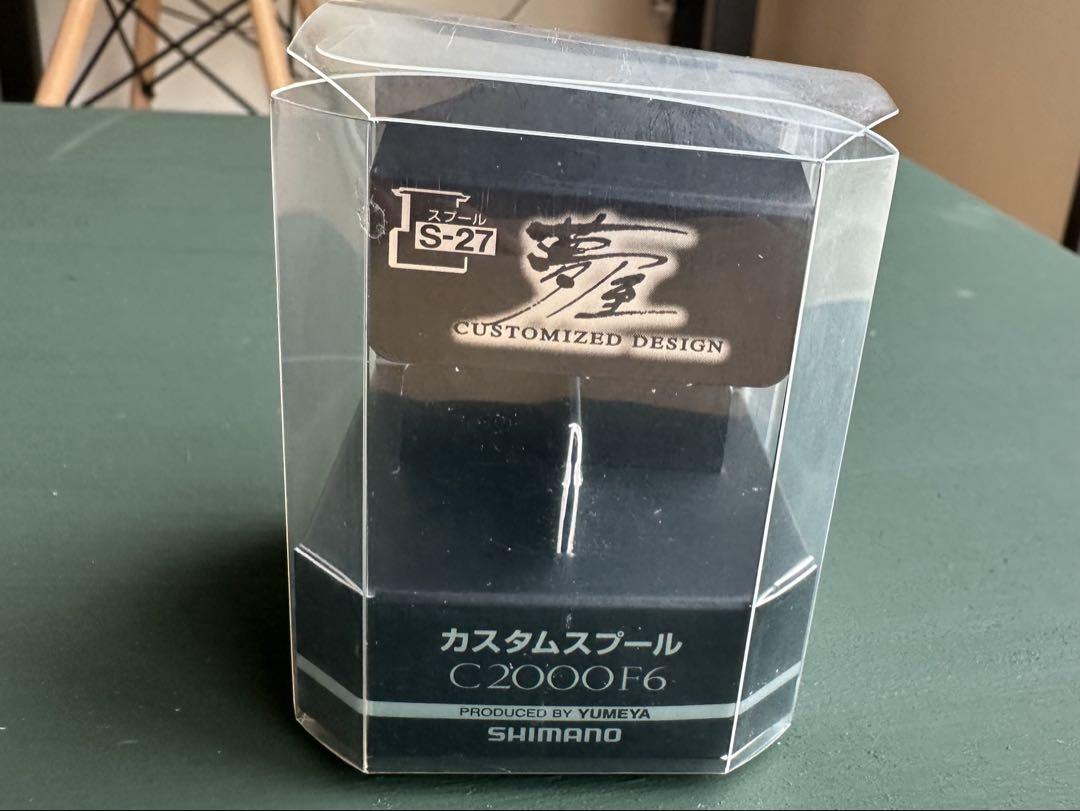 スプール
S-27
夢屋
CUSTOMIZED DESIGN
カスタムスプール
C2000F6
PRODUCED BY YUMEYA
SHIMANO